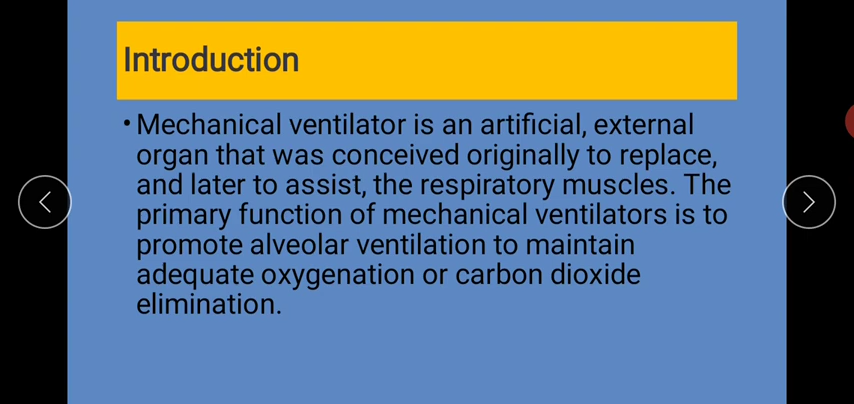 Introduction
• Mechanical ventilator is an artificial, external
organ that was conceived originally to replace,
and later to assist, the respiratory muscles. The
primary function of mechanical ventilators is to
promote alveolar ventilation to maintain
adequate oxygenation or carbon dioxide
elimination.